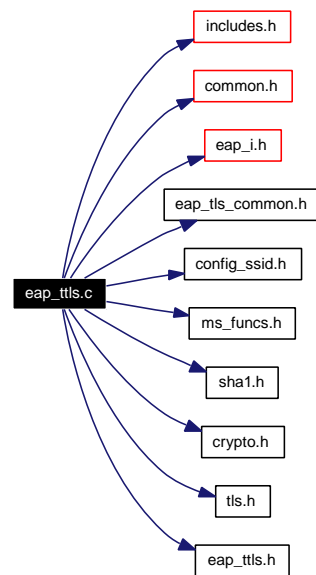 includes.h
common.h
eap_i.h
eap_tls_common.h
config_ssid.h
eap_ttls.c
ms_funcs.h
sha1.h
crypto.h
tls.h
eap_ttls.h